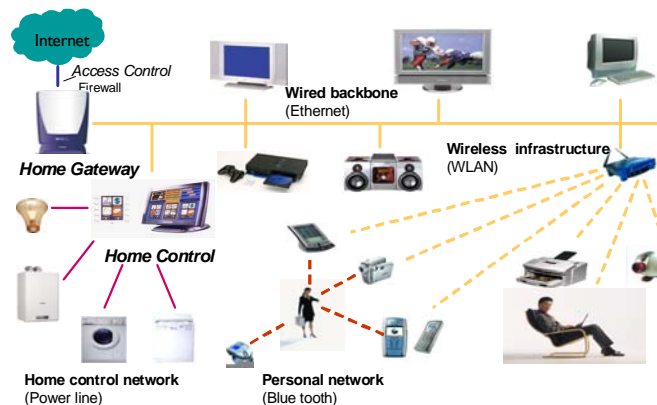 Internet
Access Control
Firewall
Wired backbone
(Ethernet)
Home Gateway
Wireless infrastructure
(WLAN)
Home Control
Home control network
(Power line)
Personal network
(Blue tooth)